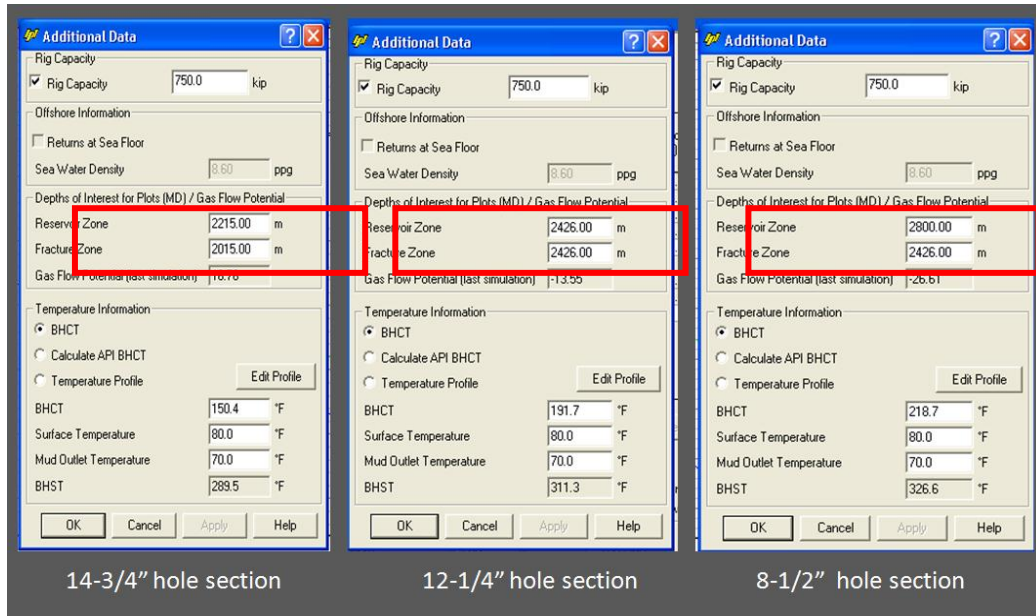 Additional Data
Rig Capacity
Rig Capacity 750.0 kip
Offshore Information
Returns at Sea Floor
Sea Water Density 8.60 ppg
Depths of Interest for Plots (MD) / Gas Flow Potential
Reservoir Zone 2215.00 m
Fracture Zone 2015.00 m
Gas Flow Potential (last simulation)
Temperature Information
BHCT
Calculate API BHCT
Temperature Profile Edit Profile
BHCT 150.4 °F
Surface Temperature 80.0 °F
Mud Outlet Temperature 70.0 °F
BHST 289.5 °F
OK Cancel Apply Help
14-3/4” hole section
Additional Data
Rig Capacity
Rig Capacity 750.0 kip
Offshore Information
Returns at Sea Floor
Sea Water Density 8.60 ppg
Depths of Interest for Plots (MD) / Gas Flow Potential
Reservoir Zone 2426.00 m
Fracture Zone 2426.00 m
Gas Flow Potential (last simulation) -13.55
Temperature Information
BHCT
Calculate API BHCT
Temperature Profile Edit Profile
BHCT 191.7 °F
Surface Temperature 80.0 °F
Mud Outlet Temperature 70.0 °F
BHST 311.3 °F
OK Cancel Apply Help
12-1/4” hole section
Additional Data
Rig Capacity
Rig Capacity 750.0 kip
Offshore Information
Returns at Sea Floor
Sea Water Density 8.60 ppg
Depths of Interest for Plots (MD) / Gas Flow Potential
Reservoir Zone 2800.00 m
Fracture Zone 2426.00 m
Gas Flow Potential (last simulation) -26.61
Temperature Information
BHCT
Calculate API BHCT
Temperature Profile Edit Profile
BHCT 218.7 °F
Surface Temperature 80.0 °F
Mud Outlet Temperature 70.0 °F
BHST 326.6 °F
OK Cancel Apply Help
8-1/2” hole section